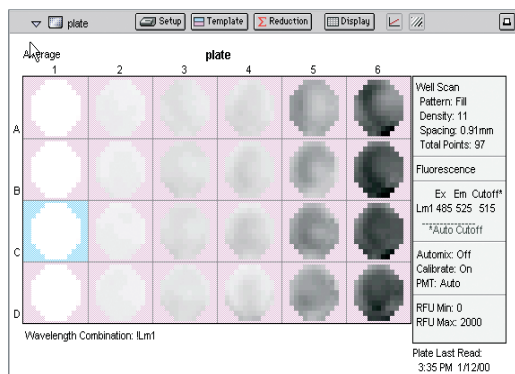 plate
Setup
Template
Reduction
Display
Average
plate
1 2 3 4 5 6
A
B
C
D
Well Scan
Pattern: Fill
Density: 11
Spacing: 0.91mm
Total Points: 97
Fluorescence
Ex Em Cutoff*
Lm1 485 525 515
*Auto Cutoff
Automix: Off
Calibrate: On
PMT: Auto
RFU Min: 0
RFU Max: 2000
Wavelength Combination: !Lm1
Plate Last Read:
3:35 PM 1/12/00